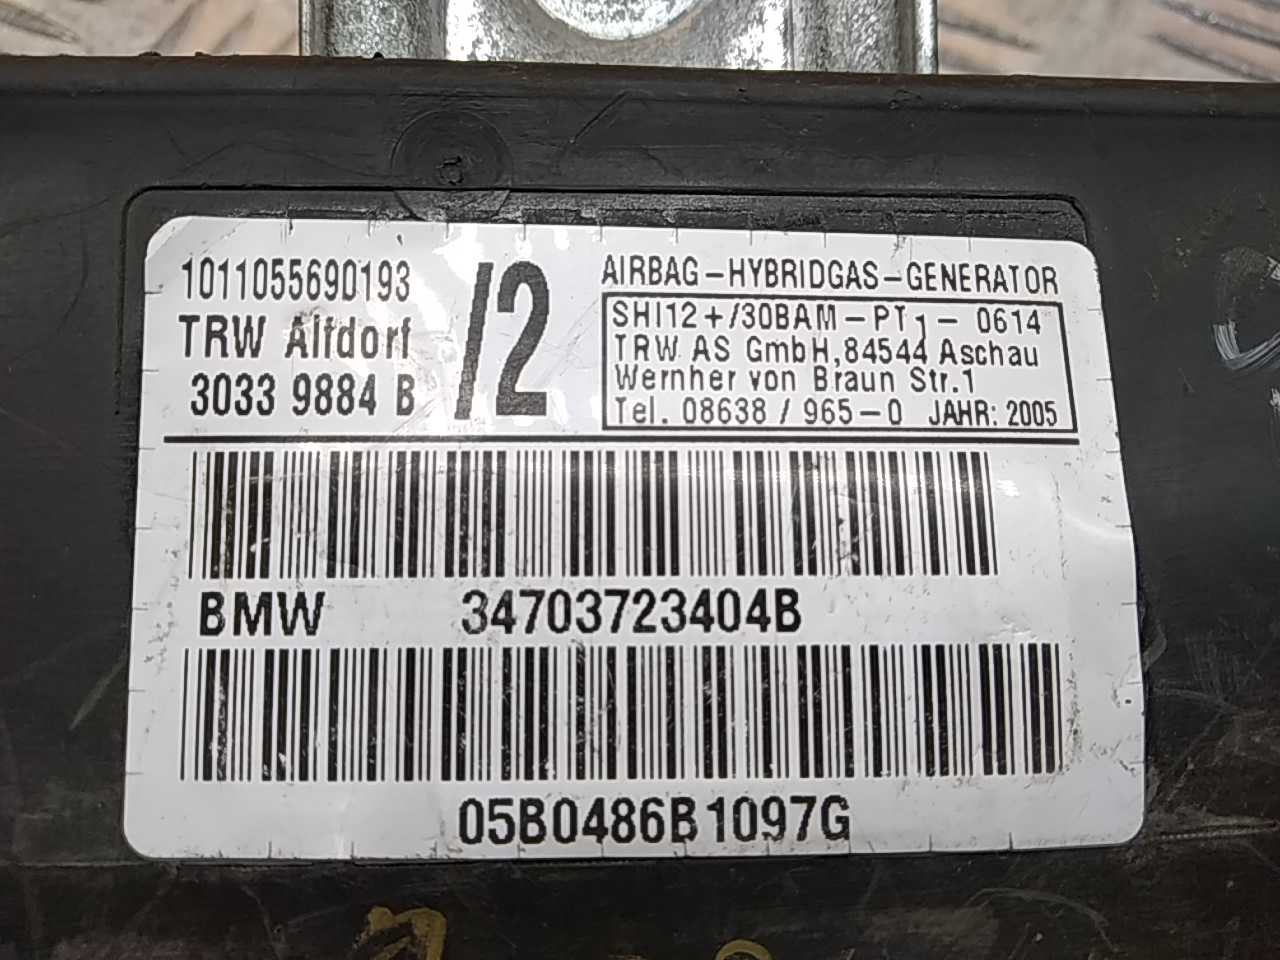 1011055690193
TRW Alfdorf
3033 9884 B
/2
AIRBAG-HYBRIDGAS-GENERATOR
SHI12+/30BAM-PT1-0614
TRW AS GmbH,84544 Aschau
Wernher von Braun Str.1
Tel. 08638 / 965-0 JAHR: 2005
BMW 34703723404B
05B0486B1097G